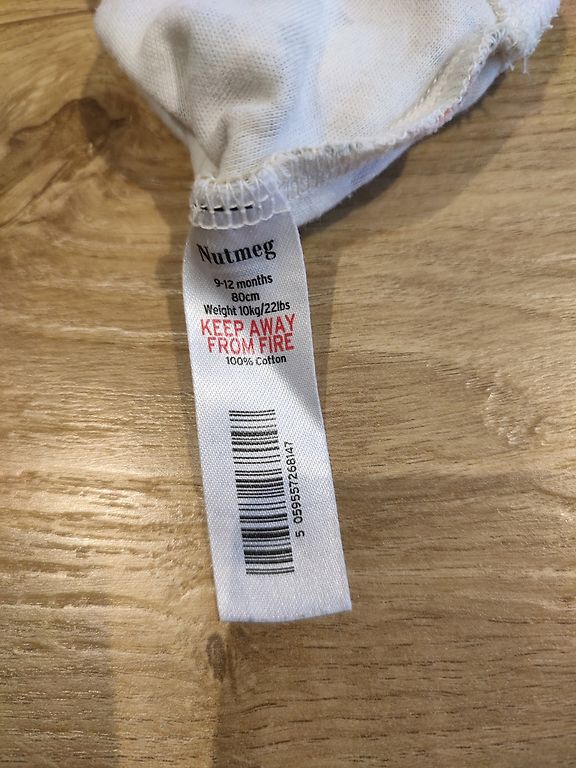 Nutmeg
9-12 months
80cm
Weight 10kg/22lbs
KEEP AWAY
FROM FIRE
100% Cotton
5 059557268147